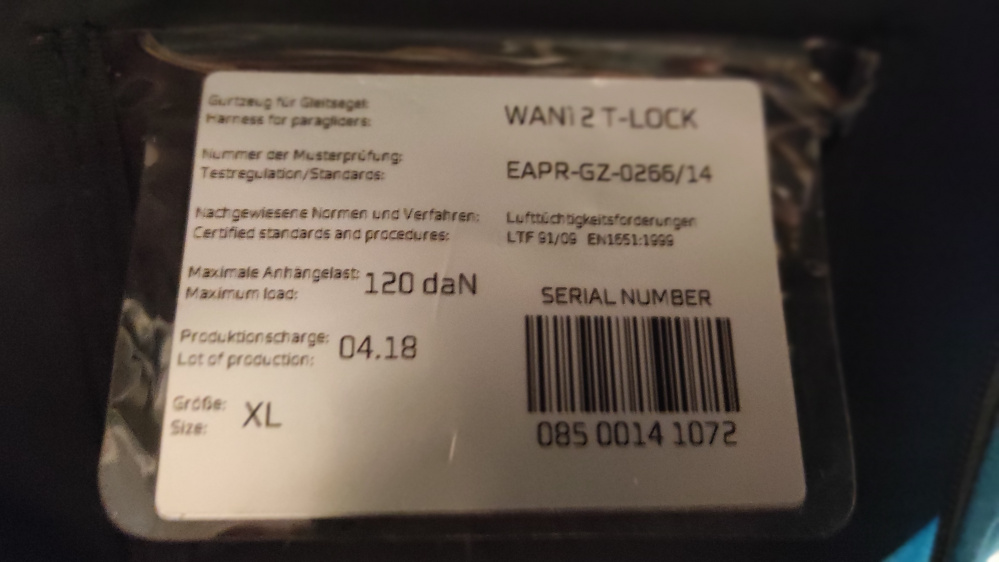 Gurtzeug für Gleitsegel:
Harness for paragliders:
WANI 2 T-LOCK
Nummer der Musterprüfung:
Testregulation/Standards:
EAPR-GZ-0266/14
Nachgewiesene Normen und Verfahren:
Certified standards and procedures:
Lufttüchtigkeitsforderungen
LTF 91/09 EN1651:1999
Maximale Anhängelast:
Maximum load:
120 daN
Produktionscharge:
Lot of production:
04.18
Größe:
Size:
XL
SERIAL NUMBER
085 0014 1072